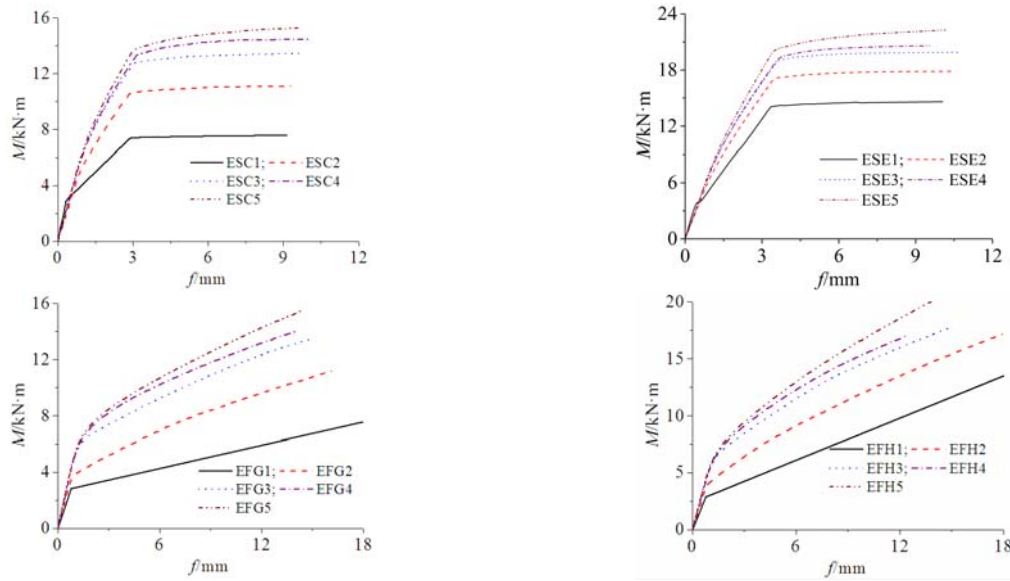 16
12
8
4
0
M/kN·m
ESC1; ESC2
ESC3; ESC4
ESC5
0 3 6 9 12
f/mm
24
18
12
6
0
M/kN·m
ESE1; ESE2
ESE3; ESE4
ESE5
0 3 6 9 12
f/mm
16
12
8
4
0
M/kN·m
EFG1; EFG2
EFG3; EFG4
EFG5
0 6 12 18
f/mm
20
15
10
5
0
M/kN·m
EFH1; EFH2
EFH3; EFH4
EFH5
0 6 12 18
f/mm